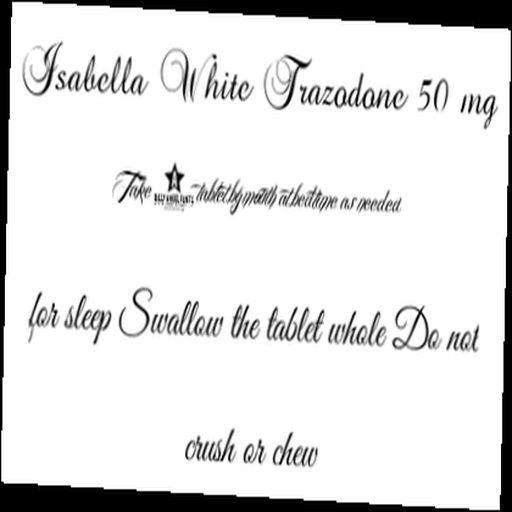 Isabella White Trazodone 50 mg
Take tablet by mouth at bedtime as needed
for sleep Swallow the tablet whole Do not
crush or chew